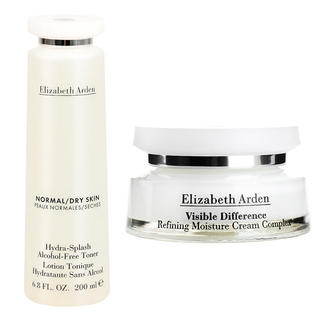 Elizabeth Arden
NORMAL/DRY SKIN
PEAUX NORMALES/SECHES
Hydra-Splash
Alcohol-Free Toner
Lotion Tonique
Hydratante Sans Alcool
6.8 FL. OZ. 200 ml ℮
Elizabeth Arden
Visible Difference
Refining Moisture Cream Complex